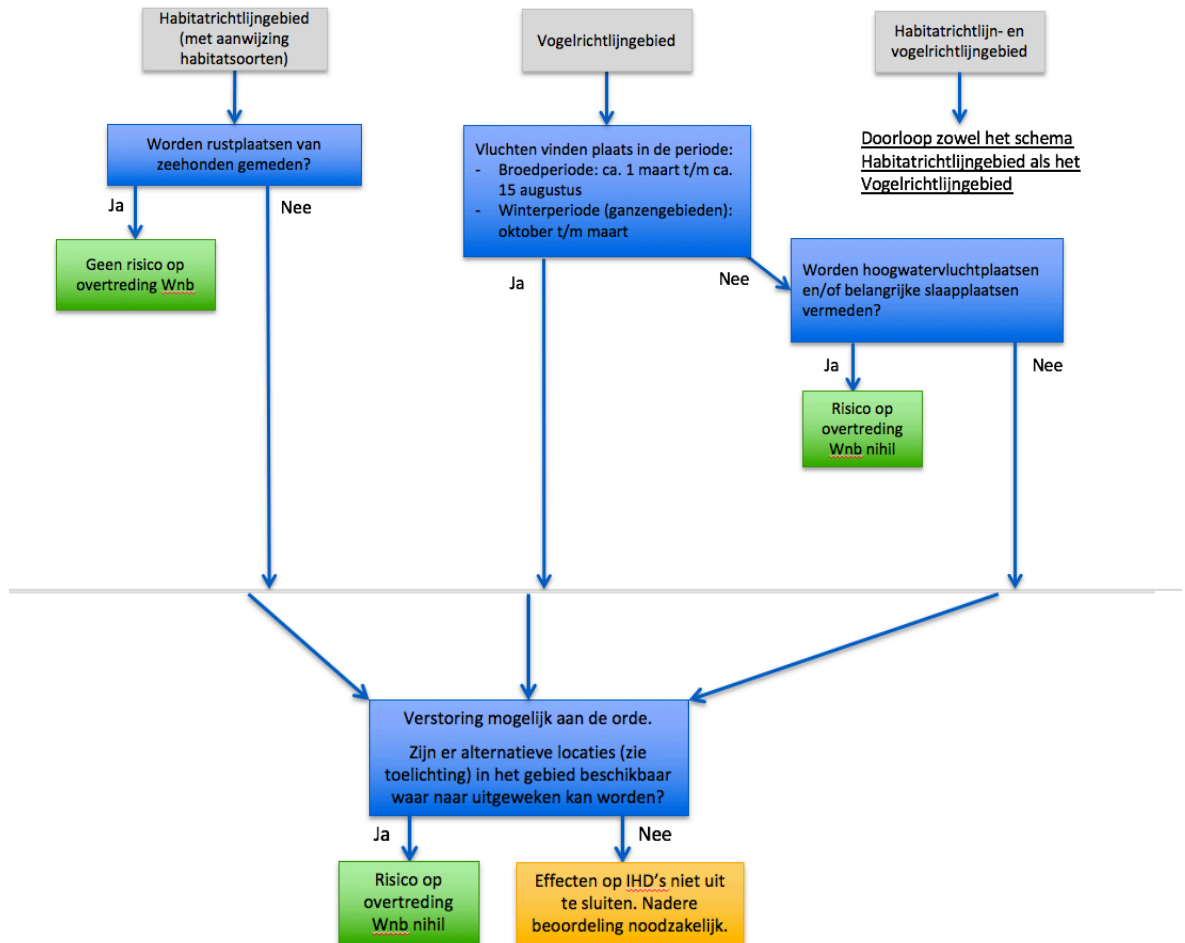 Habitatrichtlijngebied
(met aanwijzing
habitatsoorten)
Vogelrichtlijngebied
Habitatrichtlijn- en
vogelrichtlijngebied
Worden rustplaatsen van
zeehonden gemeden?
Vluchten vinden plaats in de periode:
- Broedperiode: ca. 1 maart t/m ca.
15 augustus
- Winterperiode (ganzengebieden):
oktober t/m maart
Doorloop zowel het schema
Habitatrichtlijngebied als het
Vogelrichtlijngebied
Ja
Nee
Geen risico op
overtreding Wnb
Ja
Nee
Worden hoogwatervluchtplaatsen
en/of belangrijke slaapplaatsen
vermeden?
Ja
Nee
Risico op
overtreding
Wnb nihil
Verstoring mogelijk aan de orde.
Zijn er alternatieve locaties (zie
toelichting) in het gebied beschikbaar
waar naar uitgeweken kan worden?
Ja
Nee
Risico op
overtreding
Wnb nihil
Effecten op IHD's niet uit
te sluiten. Nadere
beoordeling noodzakelijk.